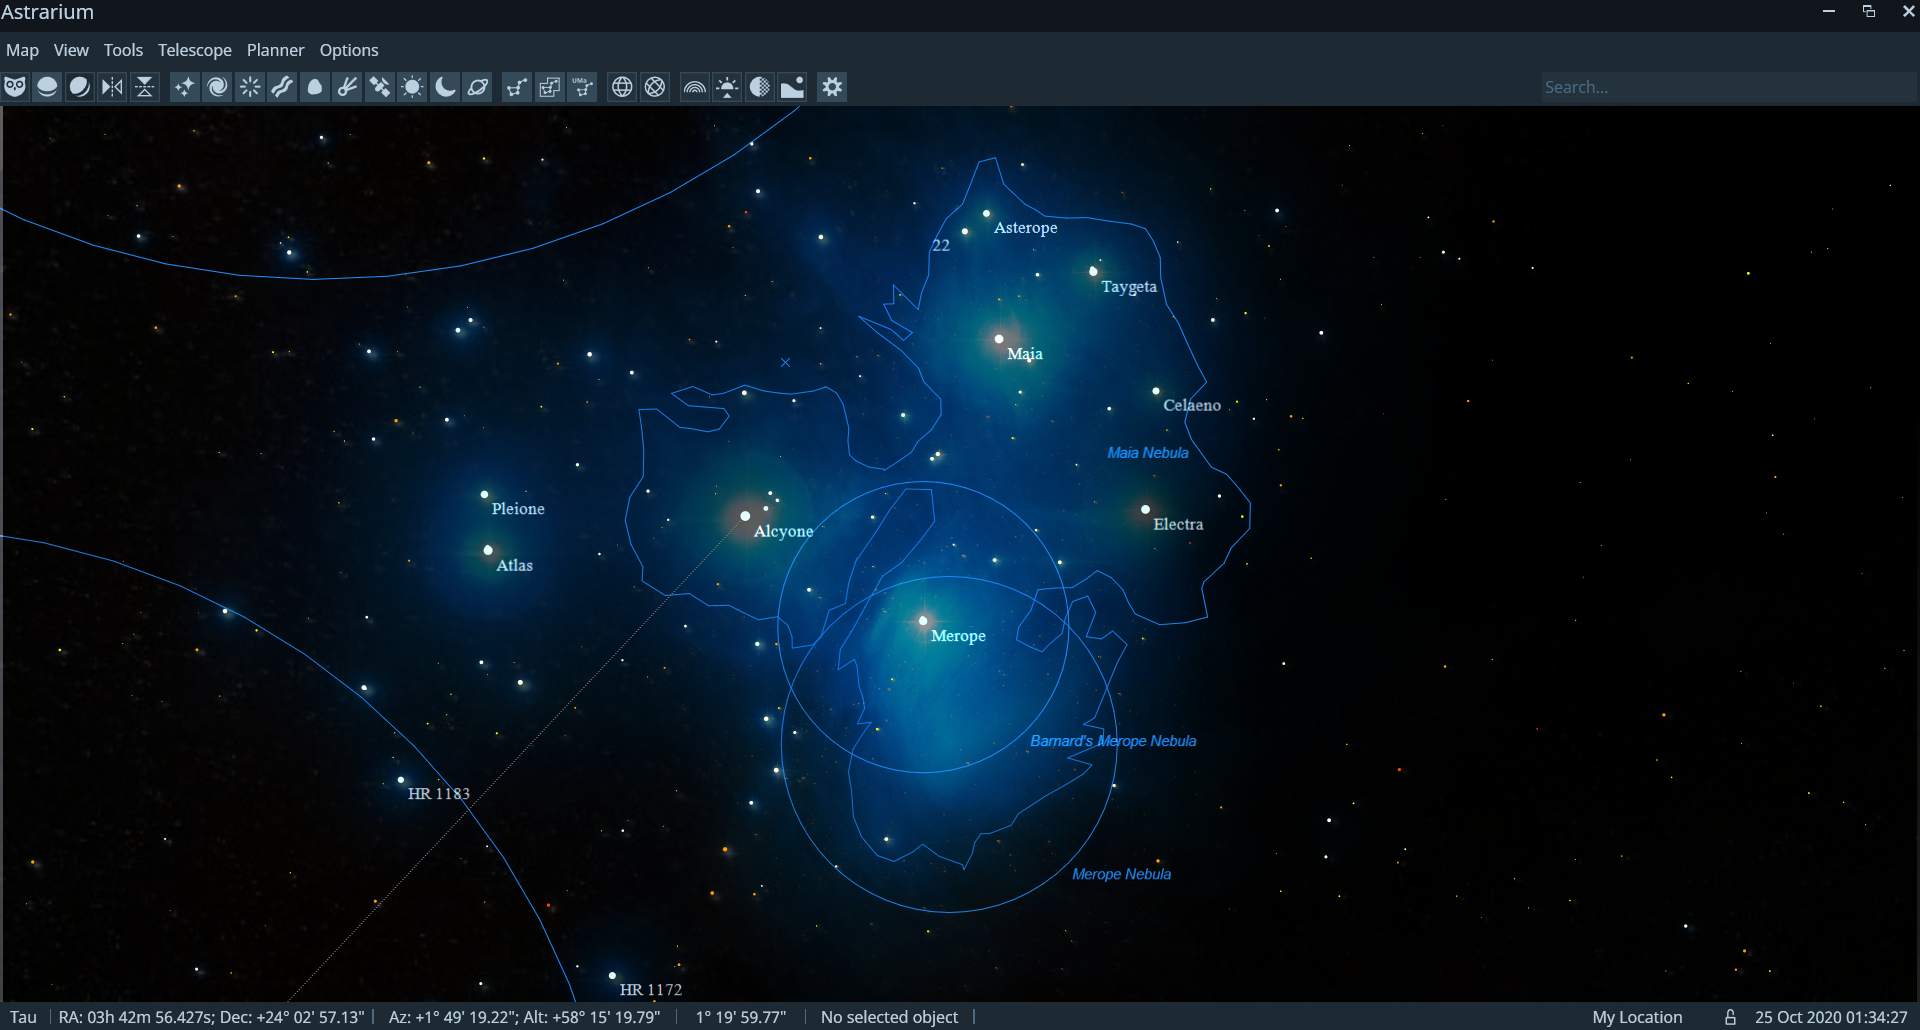 Astrarium
Map View Tools Telescope Planner Options
UMa
Search...
Asterope
22
Taygeta
Maia
Celaeno
Maia Nebula
Pleione
Electra
Alcyone
Atlas
Merope
Barnard's Merope Nebula
HR 1183
Merope Nebula
HR 1172
Tau RA: 03h 42m 56.427s; Dec: +24° 02' 57.13" Az: +1° 49' 19.22"; Alt: +58° 15' 19.79" 1° 19' 59.77" No selected object My Location 25 Oct 2020 01:34:27